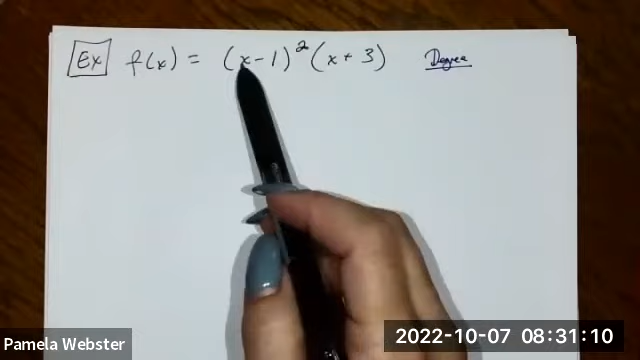 Ex f(x) = (x-1)² (x+3) Degree
Pamela Webster
2022-10-07 08:31:10